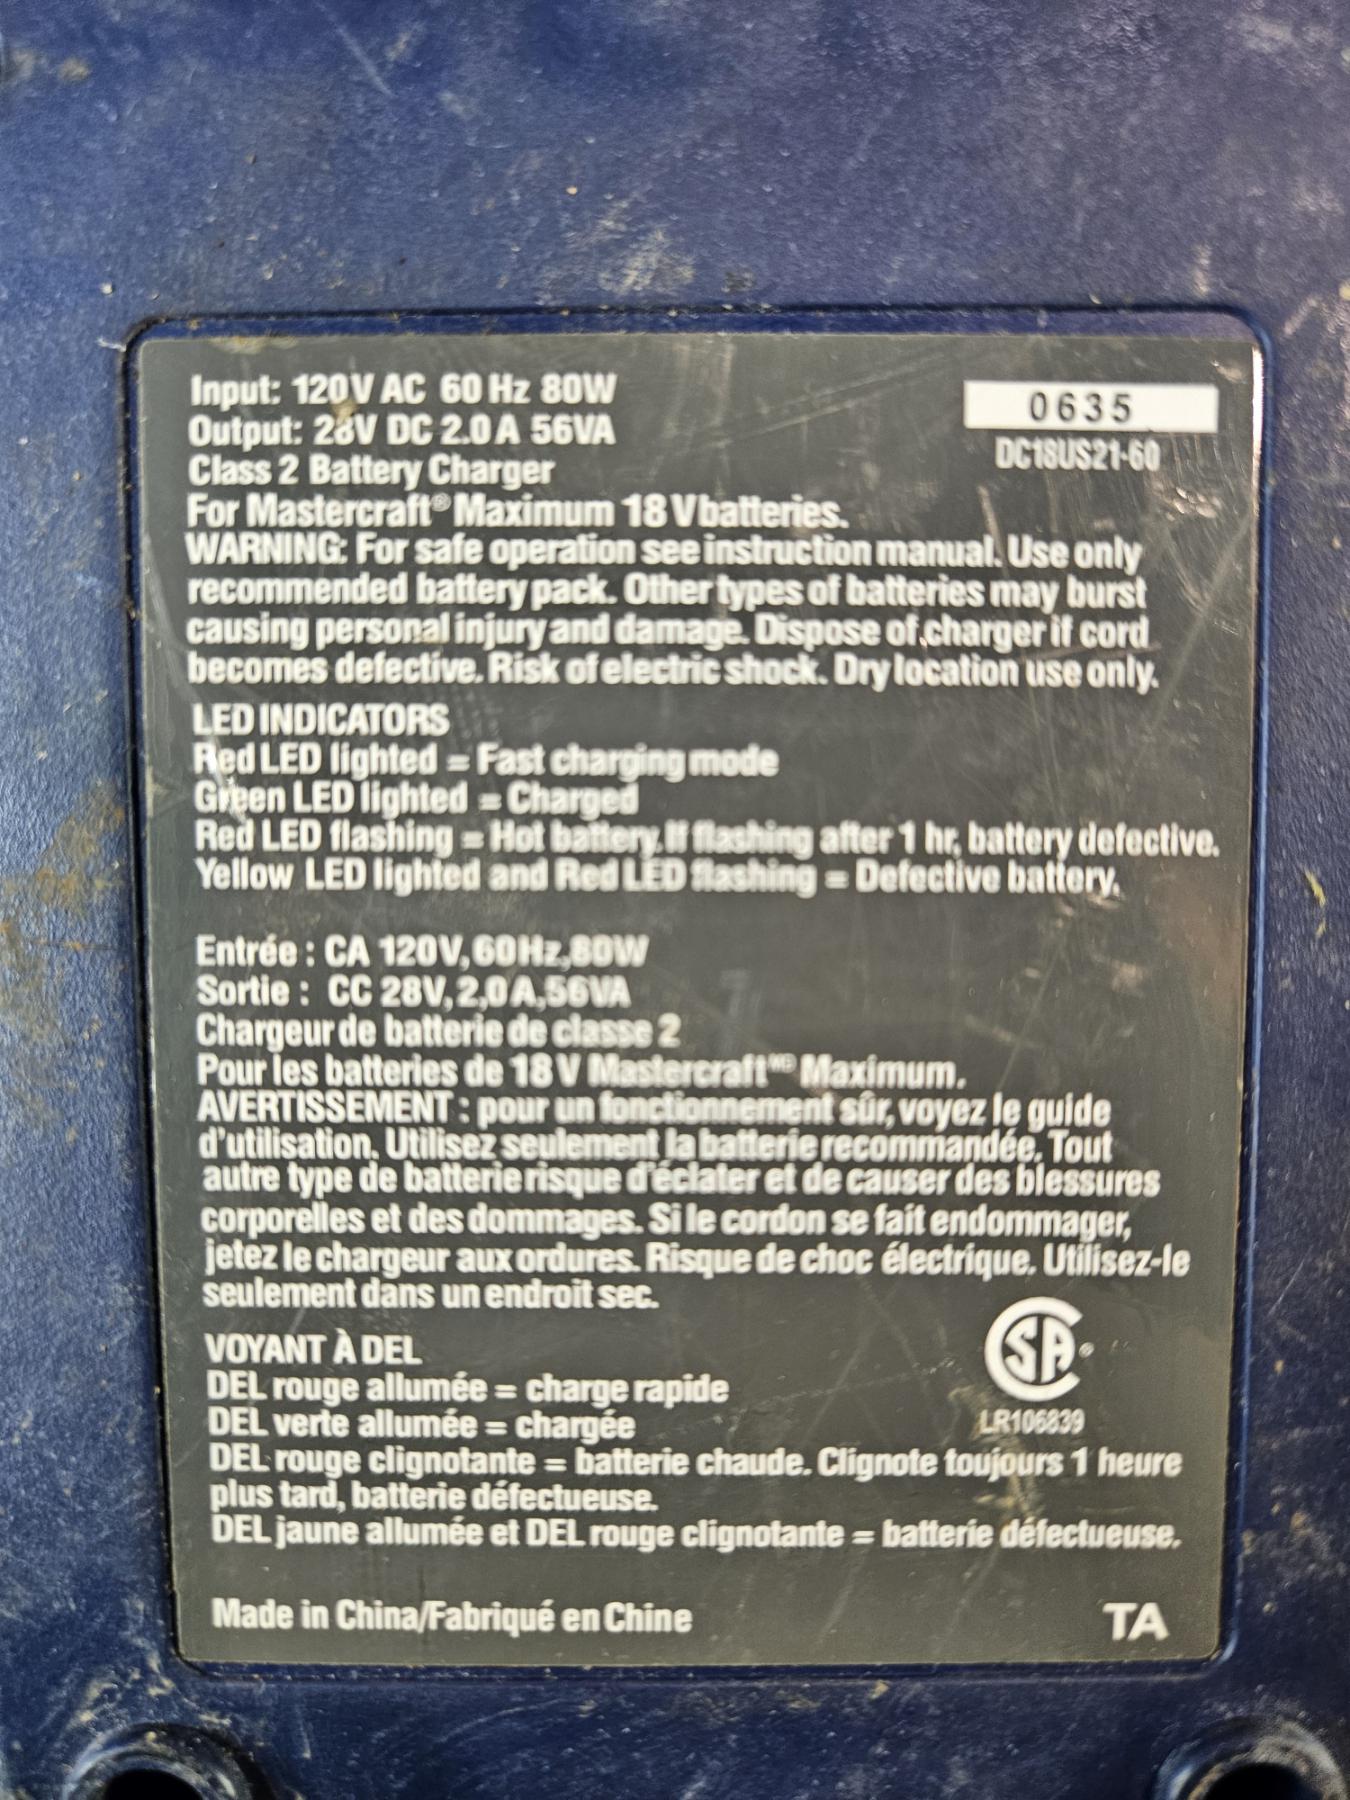 Input: 120V AC 60 Hz 80W
Output: 28V DC 2.0 A 56VA
Class 2 Battery Charger
For Mastercraft® Maximum 18 V batteries.
WARNING: For safe operation see instruction manual. Use only
recommended battery pack. Other types of batteries may burst
causing personal injury and damage. Dispose of charger if cord
becomes defective. Risk of electric shock. Dry location use only.
0635
DC18US21-60
LED INDICATORS
Red LED lighted = Fast charging mode
Green LED lighted = Charged
Red LED flashing = Hot battery. If flashing after 1 hr, battery defective.
Yellow LED lighted and Red LED flashing = Defective battery.
Entrée : CA 120V, 60Hz, 80W
Sortie : CC 28V, 2,0 A, 56VA
Chargeur de batterie de classe 2
Pour les batteries de 18 V Mastercraft MD Maximum.
AVERTISSEMENT : pour un fonctionnement sûr, voyez le guide
d'utilisation. Utilisez seulement la batterie recommandée. Tout
autre type de batterie risque d'éclater et de causer des blessures
corporelles et des dommages. Si le cordon se fait endommager,
jetez le chargeur aux ordures. Risque de choc électrique. Utilisez-le
seulement dans un endroit sec.
VOYANT À DEL
DEL rouge allumée = charge rapide
DEL verte allumée = chargée
DEL rouge clignotante = batterie chaude. Clignote toujours 1 heure
plus tard, batterie défectueuse.
DEL jaune allumée et DEL rouge clignotante = batterie défectueuse.
SA®
LR106839
Made in China/Fabriqué en Chine
TA